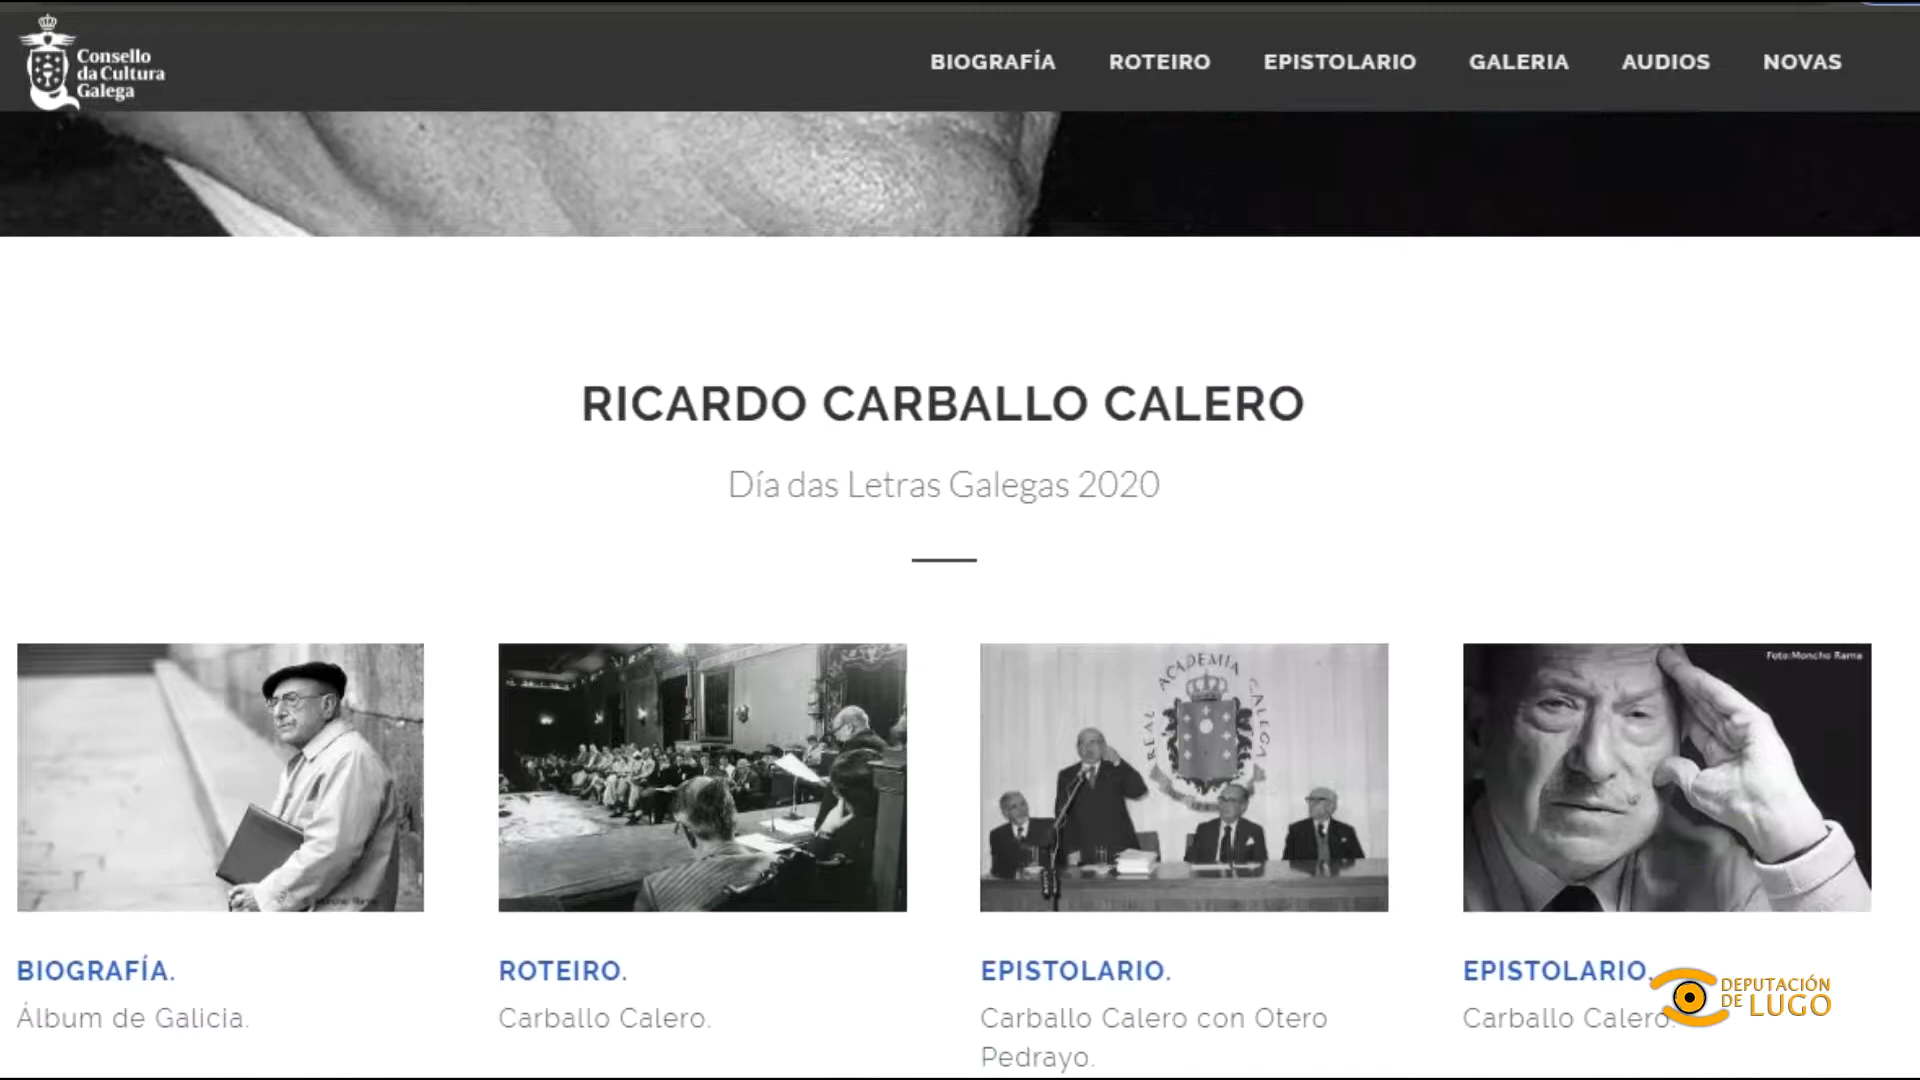 Consello
da Cultura
Galega
BIOGRAFÍA ROTEIRO EPISTOLARIO GALERIA AUDIOS NOVAS
RICARDO CARBALLO CALERO
Día das Letras Galegas 2020
REAL ACADEMIA GALEGA
Foto:Moncho Rama
BIOGRAFÍA.
Álbum de Galicia.
ROTEIRO.
Carballo Calero.
EPISTOLARIO.
Carballo Calero con Otero
Pedrayo.
EPISTOLARIO.
Carballo Calero.
DEPUTACIÓN
DE LUGO